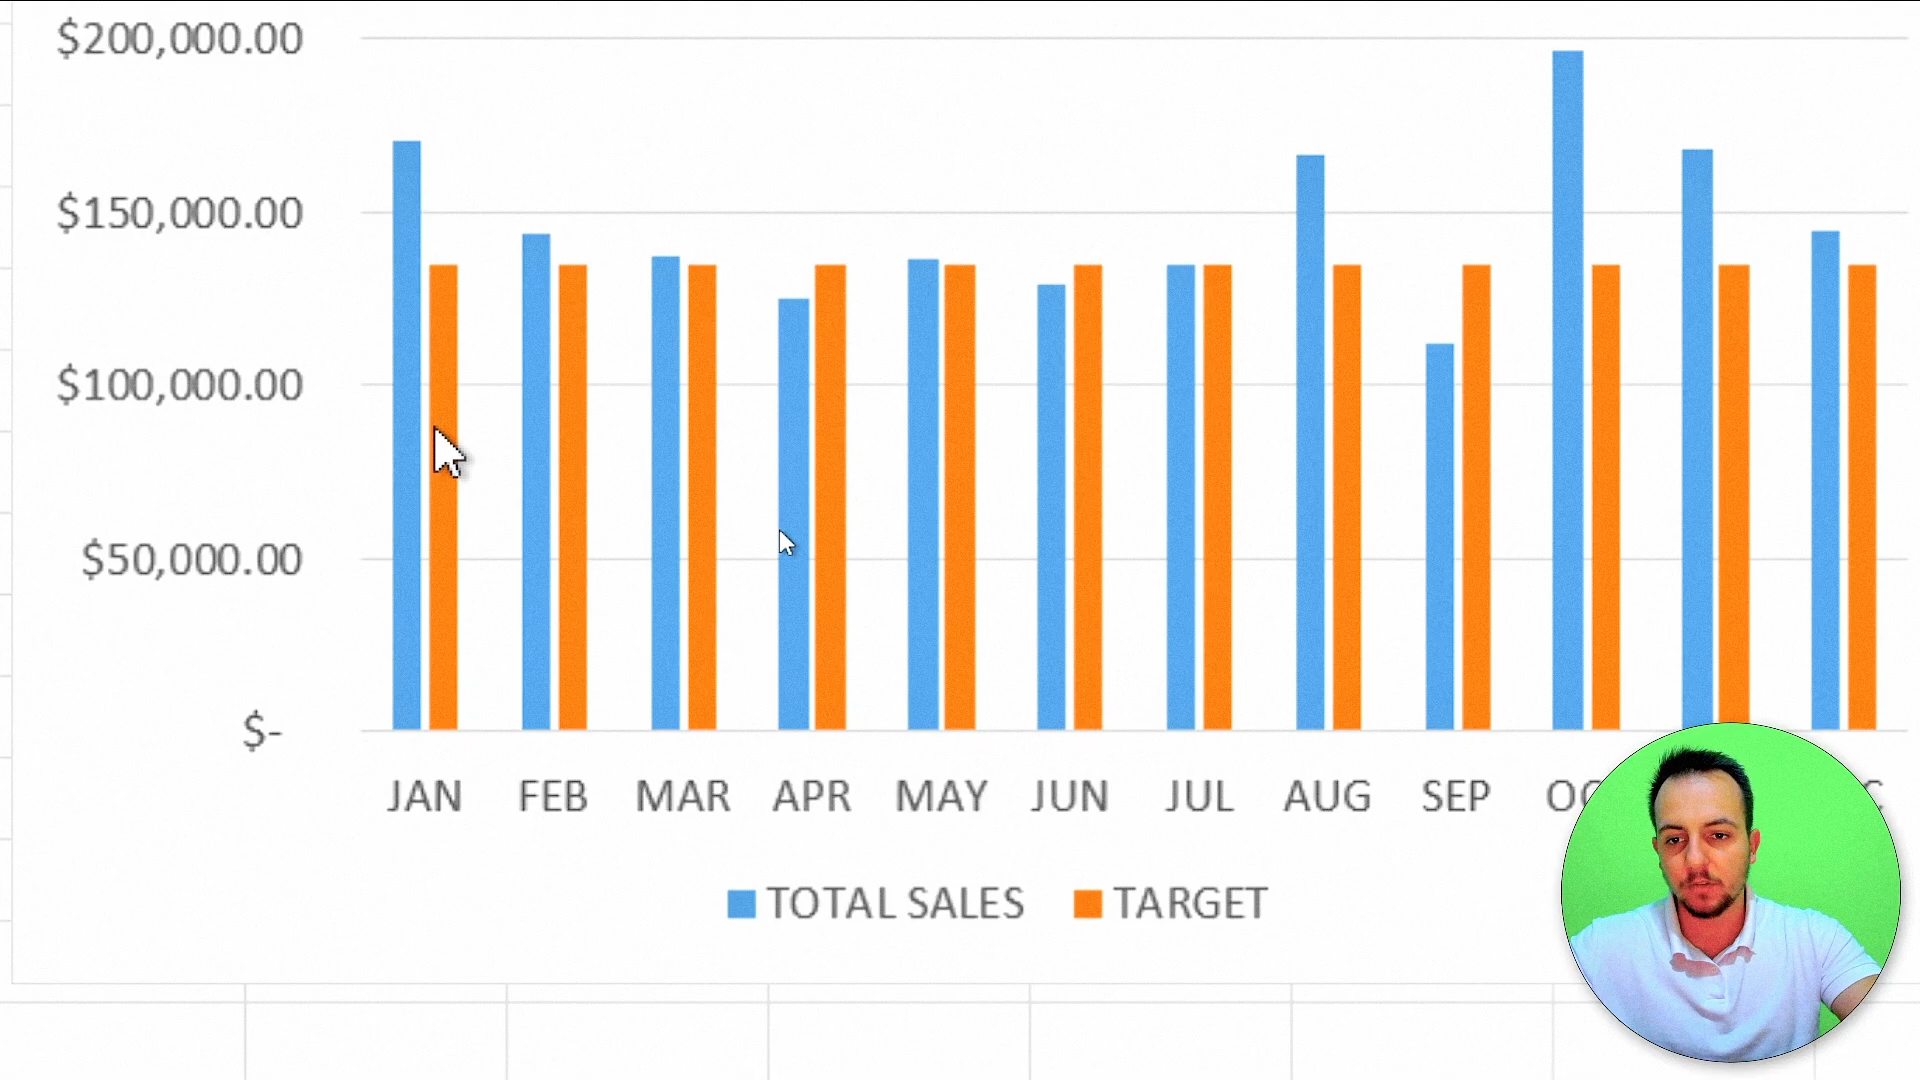 $200,000.00
$150,000.00
$100,000.00
$50,000.00
$-
JAN FEB MAR APR MAY JUN JUL AUG SEP
TOTAL SALES TARGET